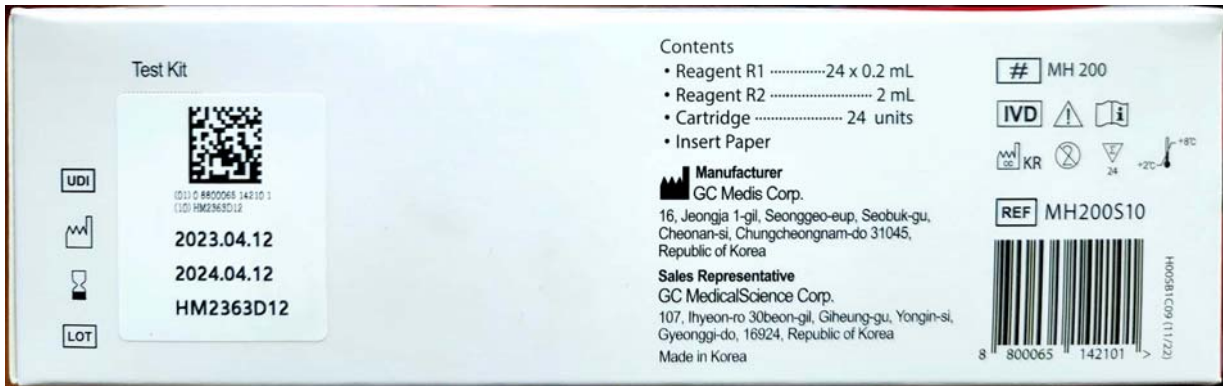 Test Kit
UDI
(01) 0 8800065 14210 1
(10) HM2363D12
2023.04.12
2024.04.12
HM2363D12
LOT
Contents
• Reagent R1 ············· 24 x 0.2 mL
• Reagent R2 ························ 2 mL
• Cartridge ····················· 24 units
• Insert Paper
Manufacturer
GC Medis Corp.
16, Jeongja 1-gil, Seonggeo-eup, Seobuk-gu,
Cheonan-si, Chungcheongnam-do 31045,
Republic of Korea
Sales Representative
GC MedicalScience Corp.
107, Ihyeon-ro 30beon-gil, Giheung-gu, Yongin-si,
Gyeonggi-do, 16924, Republic of Korea
Made in Korea
# MH 200
IVD
CC KR 2 Σ 24 +2°C +8°C
REF MH200S10
8 800065 142101 >
H00581C09 (11/22)